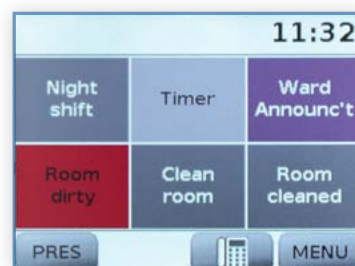 11:32
Night
shift
Timer
Ward
Announc't
Room
dirty
Clean
room
Room
cleaned
PRES
MENU